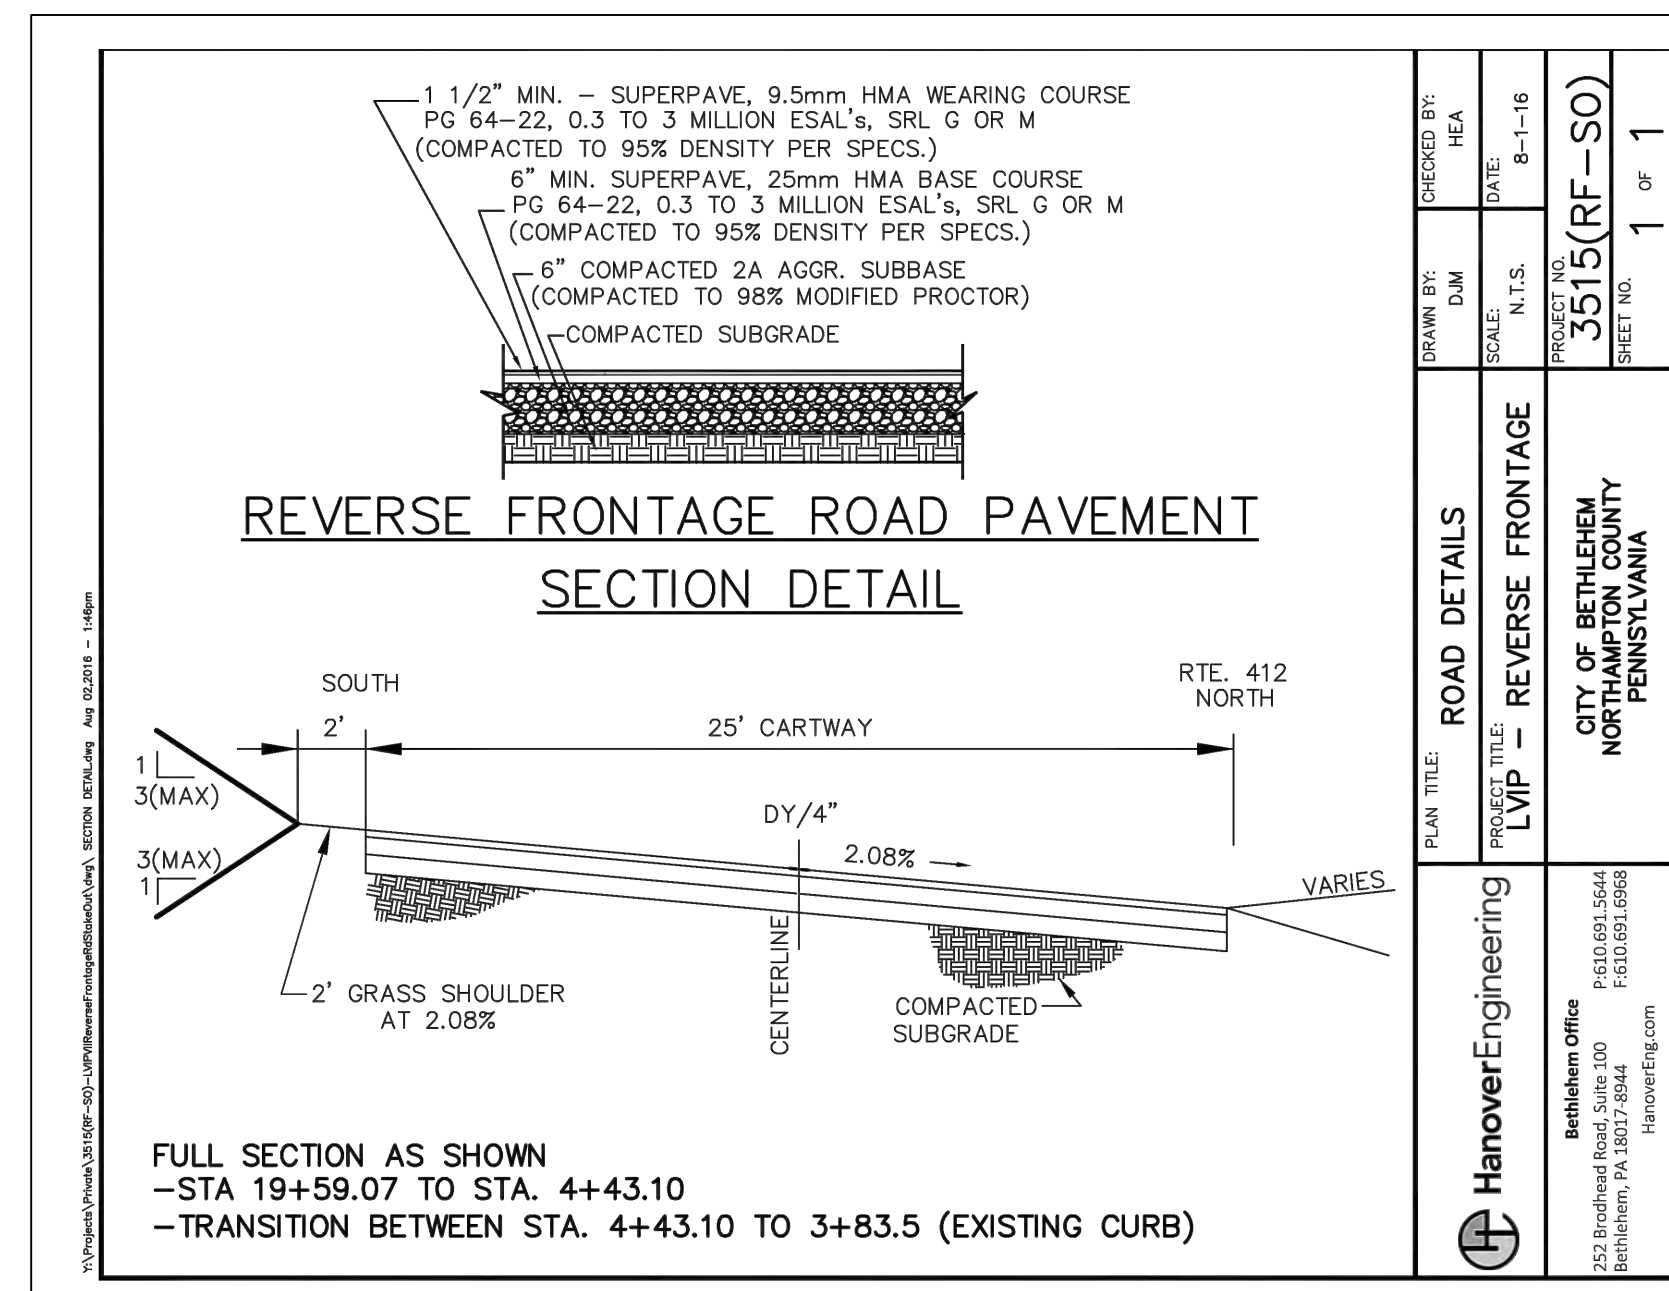 1 1/2” MIN. – SUPERPAVE, 9.5mm HMA WEARING COURSE
PG 64–22, 0.3 TO 3 MILLION ESAL's, SRL G OR M
(COMPACTED TO 95% DENSITY PER SPECS.)
6” MIN. SUPERPAVE, 25mm HMA BASE COURSE
PG 64–22, 0.3 TO 3 MILLION ESAL's, SRL G OR M
(COMPACTED TO 95% DENSITY PER SPECS.)
6” COMPACTED 2A AGGR. SUBBASE
(COMPACTED TO 98% MODIFIED PROCTOR)
COMPACTED SUBGRADE
REVERSE FRONTAGE ROAD PAVEMENT
SECTION DETAIL
SOUTH
RTE. 412
NORTH
2’
25’ CARTWAY
1
3(MAX)
3(MAX)
1
DY/4”
2.08%
VARIES
2’ GRASS SHOULDER
AT 2.08%
CENTERLINE
COMPACTED
SUBGRADE
FULL SECTION AS SHOWN
–STA 19+59.07 TO STA. 4+43.10
–TRANSITION BETWEEN STA. 4+43.10 TO 3+83.5 (EXISTING CURB)
Y:\Projects\Private\3515(RF–SO)–LVIPVIIReverseFrontageRdStakeOut\dwg\ SECTION DETAIL.dwg Aug 02,2016 – 1:46pm
CHECKED BY:
HEA
DATE:
8–1–16
DRAWN BY:
DJM
SCALE:
N.T.S.
PROJECT NO.
3515(RF–SO)
SHEET NO.
1 OF 1
PLAN TITLE:
ROAD DETAILS
PROJECT TITLE:
LVIP – REVERSE FRONTAGE
CITY OF BETHLEHEM
NORTHAMPTON COUNTY
PENNSYLVANIA
HanoverEngineering
Bethlehem Office
252 Brodhead Road, Suite 100 P:610.691.5644
Bethlehem, PA 18017-8944 F:610.691.6968
HanoverEng.com